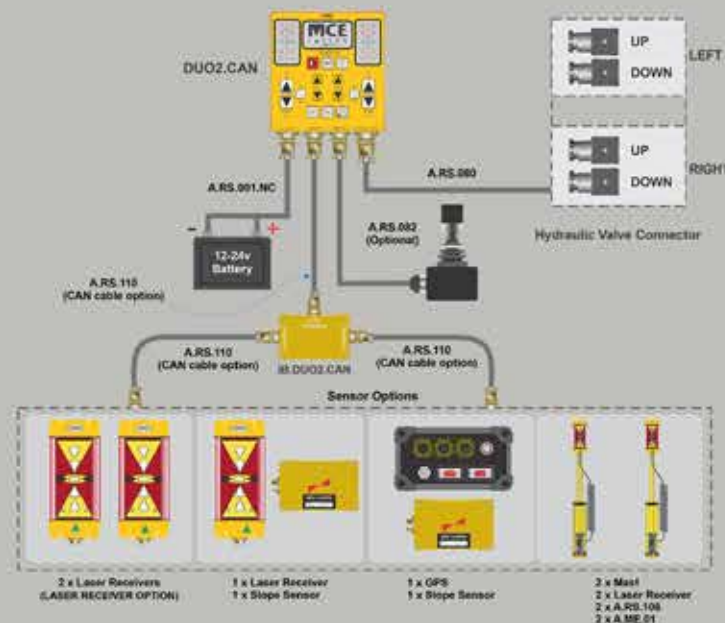 MCE
DUO2.CAN
UP
DOWN
LEFT
UP
DOWN
RIGHT
Hydraulic Valve Connector
A.RS.001.NC
A.RS.080
A.RS.082
(Optional)
12-24v
Battery
A.RS.110
(CAN cable option)
A.RS.110
(CAN cable option)
IB.DUO2.CAN
A.RS.110
(CAN cable option)
Sensor Options
2 x Laser Receivers
(LASER RECEIVER OPTION)
1 x Laser Receiver
1 x Slope Sensor
1 x GPS
1 x Slope Sensor
2 x Mast
2 x Laser Receiver
2 x A.RS.108
2 x A.ME.01